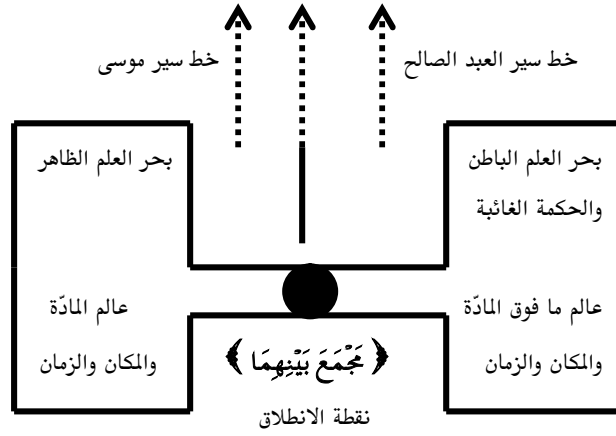 خط سير العبد الصالح
خط سير موسى
بحر العلم الباطن
والحكمة الغائبة
بحر العلم الظاهر
عالم ما فوق المادّة
والمكان والزمان
عالم المادّة
والمكان والزمان
﴿ مَجْمَعَ بَيْنِهِمَا ﴾
نقطة الانطلاق